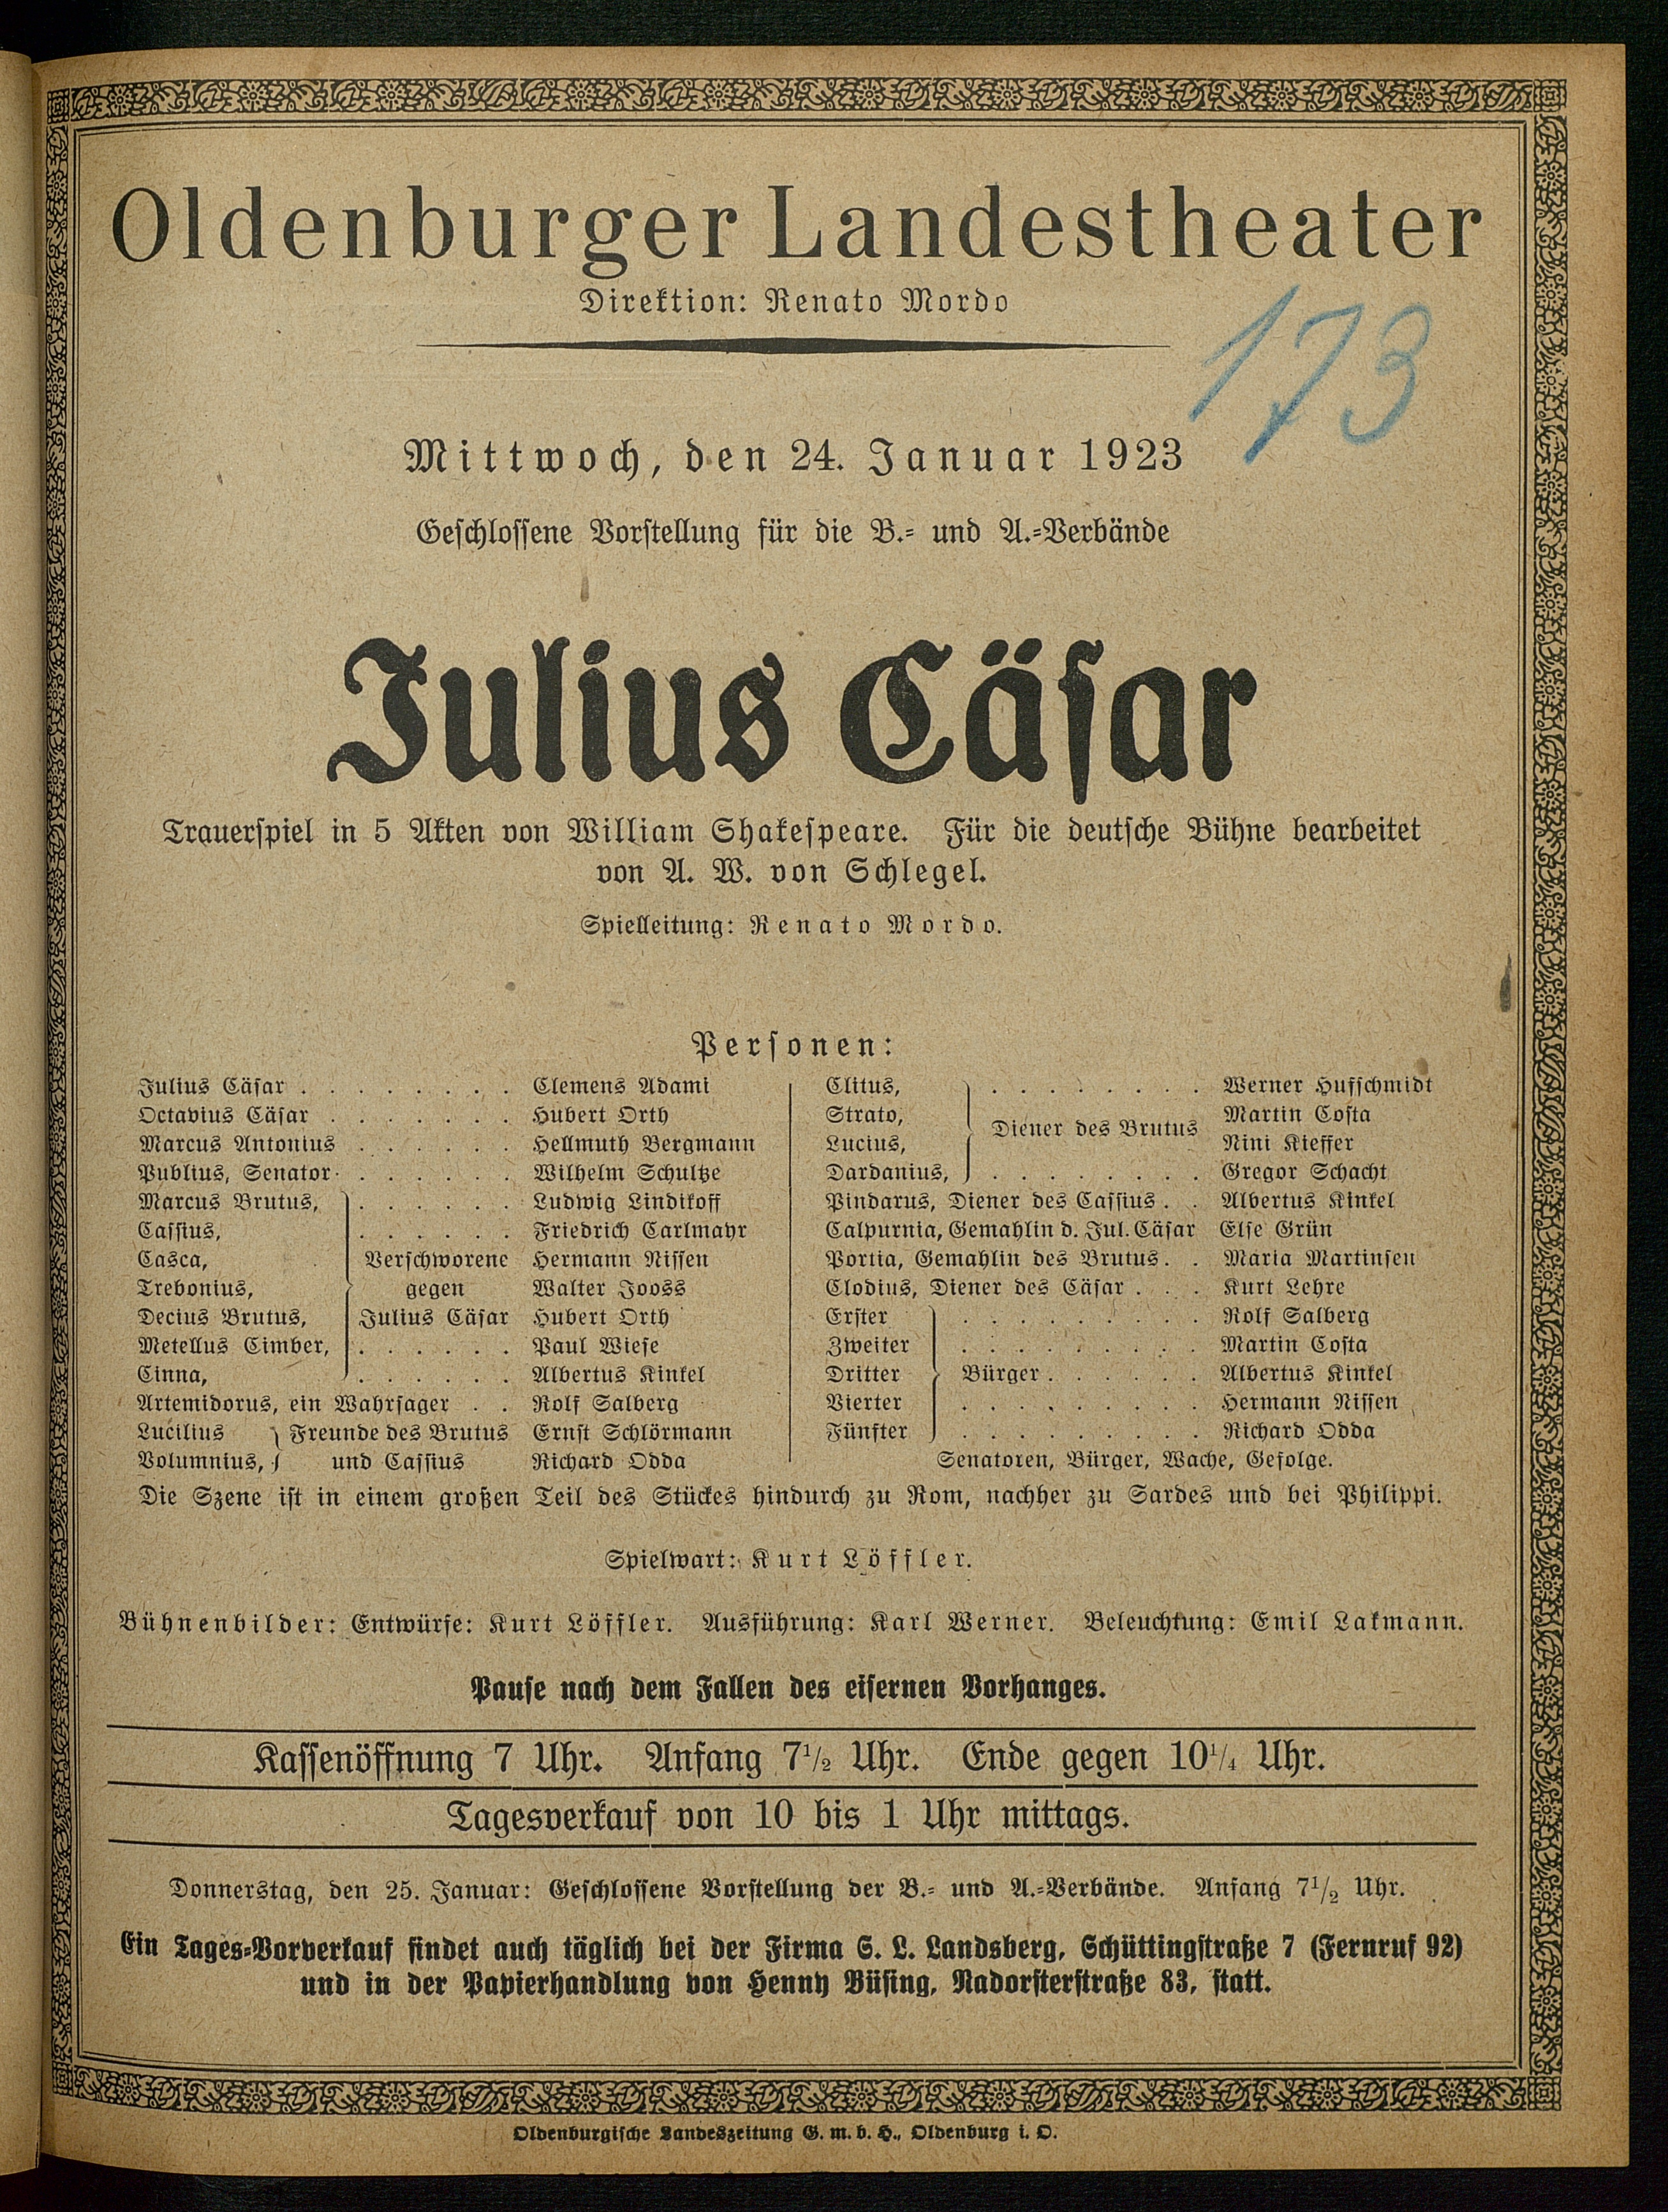 Oldenburger Landestheater
Direktion: Renato Mordo
173
Mittwoch, den 24. Januar 1923
Geschlossene Vorstellung für die B.- und A.-Verbände
Julius Cäsar
Trauerspiel in 5 Akten von William Shakespeare. Für die deutsche Bühne bearbeitet
von A. W. von Schlegel.
Spielleitung: Renato Mordo.
Personen:
Julius Cäsar . . . . . . . . Clemens Adami
Octavius Cäsar . . . . . . . Hubert Orth
Marcus Antonius . . . . . . Hellmuth Bergmann
Publius, Senator . . . . . . Wilhelm Schultze
Marcus Brutus, . . . . . . Ludwig Lindikoff
Cassius, . . . . . . Friedrich Carlmayr
Casca, Verschworene Hermann Nissen
Trebonius, gegen Walter Jooss
Decius Brutus, Julius Cäsar Hubert Orth
Metellus Cimber, . . . . . . Paul Wiese
Cinna, . . . . . . Albertus Kinkel
Artemidorus, ein Wahrsager . . Rolf Salberg
Lucilius Freunde des Brutus Ernst Schlörmann
Volumnius, und Cassius Richard Odda
Clitus, . . . . . . . . Werner Hufschmidt
Strato, Martin Costa
Diener des Brutus
Lucius, Nini Kieffer
Dardanius, . . . . . . . . Gregor Schacht
Pindarus, Diener des Cassius . . Albertus Kinkel
Calpurnia, Gemahlin d. Jul. Cäsar Else Grün
Portia, Gemahlin des Brutus . . Maria Martinsen
Clodius, Diener des Cäsar . . . Kurt Lehre
Erster . . . . . . . . . Rolf Salberg
Zweiter . . . . . . . . . Martin Costa
Dritter Bürger . . . . . . Albertus Kinkel
Vierter . . . . . . . . . Hermann Nissen
Fünfter . . . . . . . . . Richard Odda
Senatoren, Bürger, Wache, Gefolge.
Die Szene ist in einem großen Teil des Stückes hindurch zu Rom, nachher zu Sardes und bei Philippi.
Spielwart: Kurt Löffler.
Bühnenbilder: Entwürfe: Kurt Löffler. Ausführung: Karl Werner. Beleuchtung: Emil Lakmann.
Pause nach dem Fallen des eisernen Vorhanges.
Kassenöffnung 7 Uhr. Anfang 7½ Uhr. Ende gegen 10¼ Uhr.
Tagesverkauf von 10 bis 1 Uhr mittags.
Donnerstag, den 25. Januar: Geschlossene Vorstellung der B.- und A.-Verbände. Anfang 7½ Uhr.
Ein Tages-Vorverkauf findet auch täglich bei der Firma S. L. Landsberg, Schüttingstraße 7 (Fernruf 92)
und in der Papierhandlung von Henny Büsing, Nadorsterstraße 83, statt.
Oldenburgische Landeszeitung G. m. b. H., Oldenburg i. O.